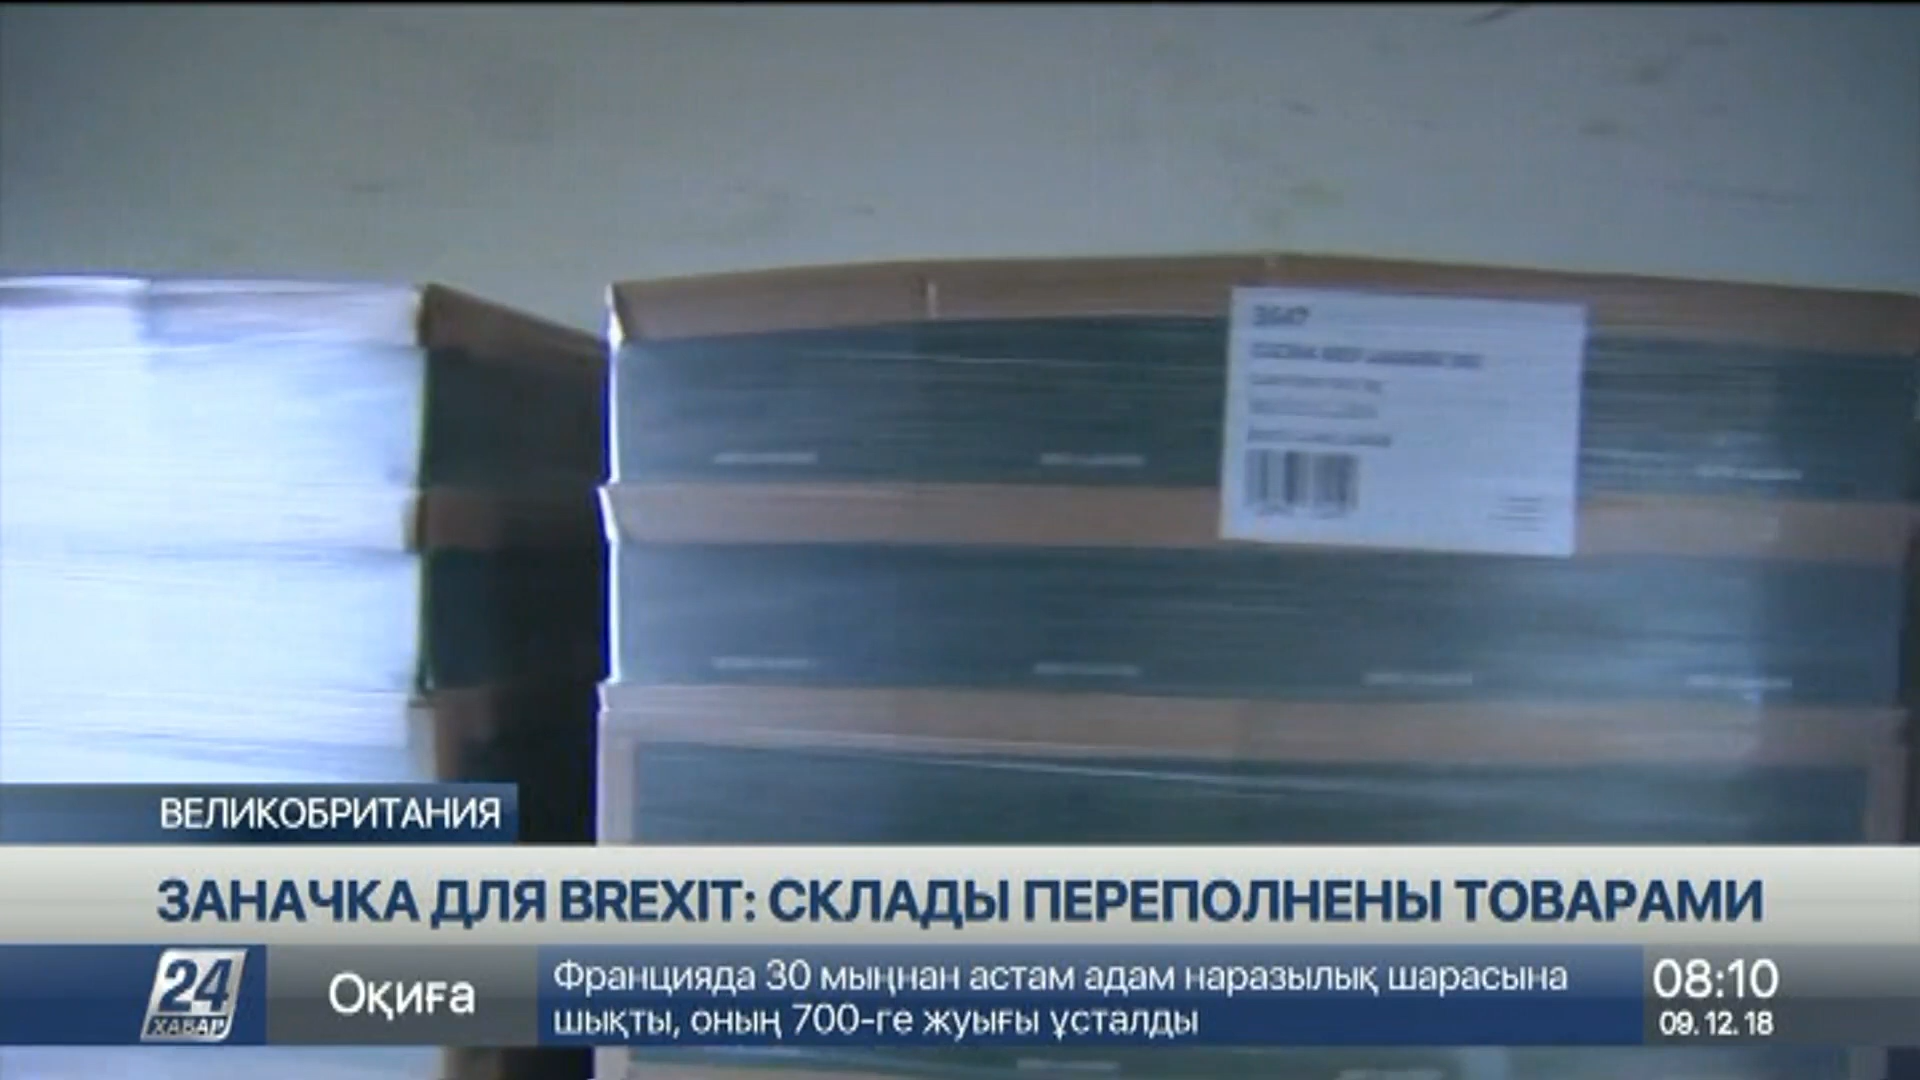 ВЕЛИКОБРИТАНИЯ
ЗАНАЧКА ДЛЯ BREXIT: СКЛАДЫ ПЕРЕПОЛНЕНЫ ТОВАРАМИ
24
ХАБАР
Оқиға
Францияда 30 мыңнан астам адам наразылық шарасына
шықты, оның 700-ге жуығы ұсталды
08:10
09.12.18